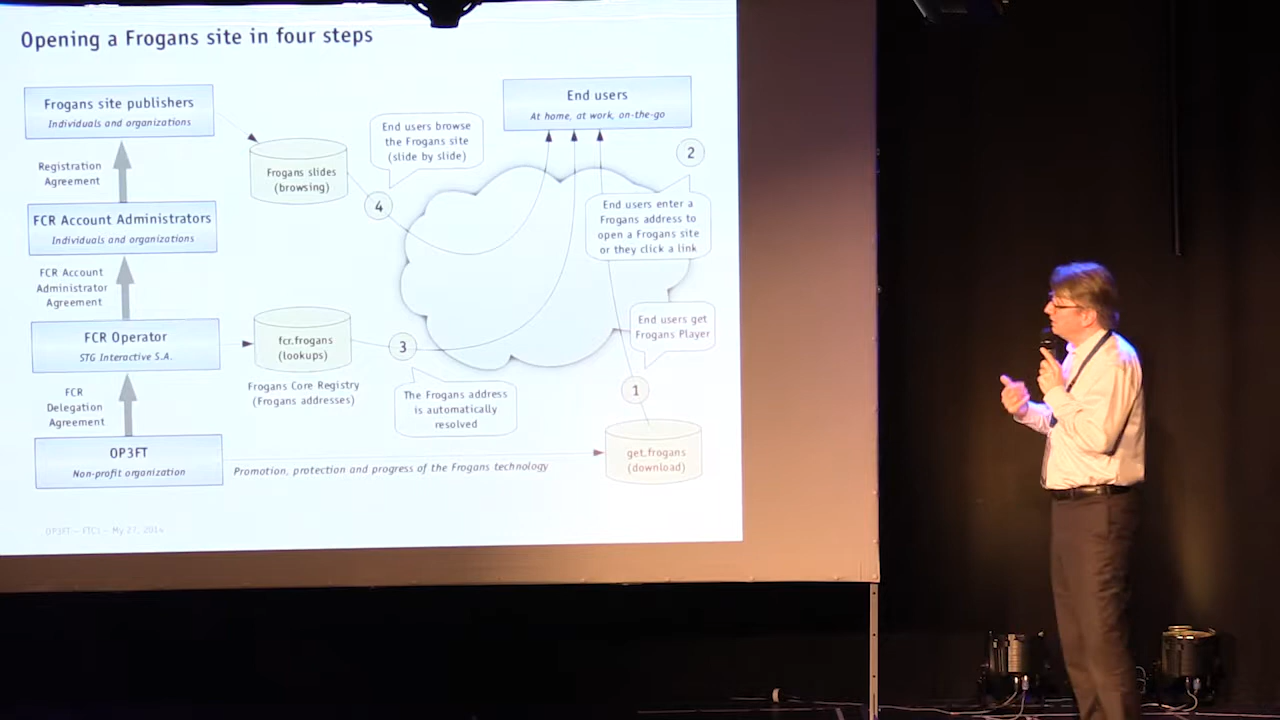 Opening a Frogans site in four steps
Frogans site publishers
Individuals and organizations
Registration
Agreement
FCR Account Administrators
Individuals and organizations
FCR Account
Administrator
Agreement
FCR Operator
STG Interactive S.A.
FCR
Delegation
Agreement
OP3FT
Non-profit organization
Frogans slides
(browsing)
End users browse
the Frogans site
(slide by slide)
4
fcr.frogans
(lookups)
Frogans Core Registry
(Frogans addresses)
3
The Frogans address
is automatically
resolved
End users
At home, at work, on-the-go
2
End users enter a
Frogans address to
open a Frogans site
or they click a link
End users get
Frogans Player
1
get.frogans
(download)
Promotion, protection and progress of the Frogans technology
OP3FT – FTCI – My 27, 2014